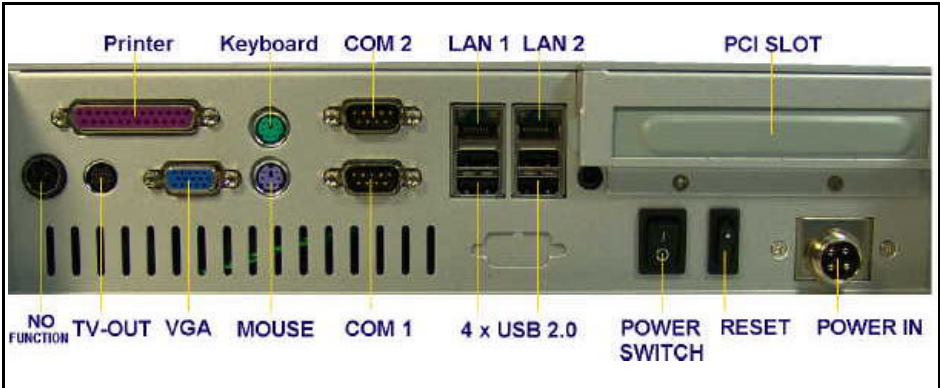 Printer Keyboard COM 2 LAN 1 LAN 2 PCI SLOT
NO FUNCTION TV-OUT VGA MOUSE COM 1 4 x USB 2.0 POWER SWITCH RESET POWER IN